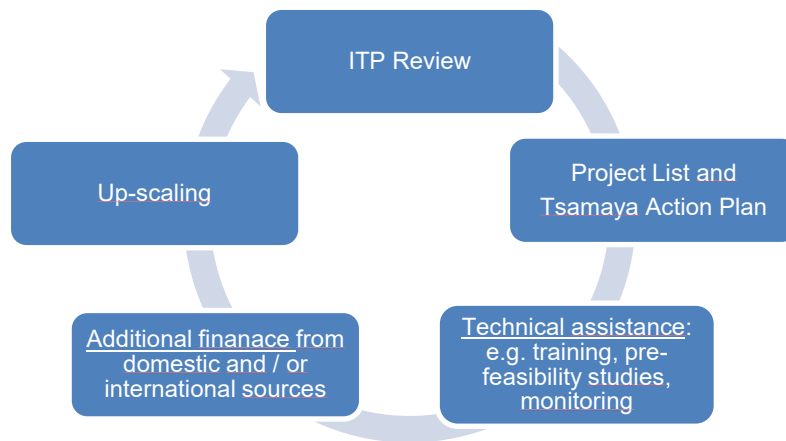 ITP Review
Project List and
Tsamaya Action Plan
Technical assistance:
e.g. training, pre-
feasibility studies,
monitoring
Additional finanace from
domestic and / or
international sources
Up-scaling